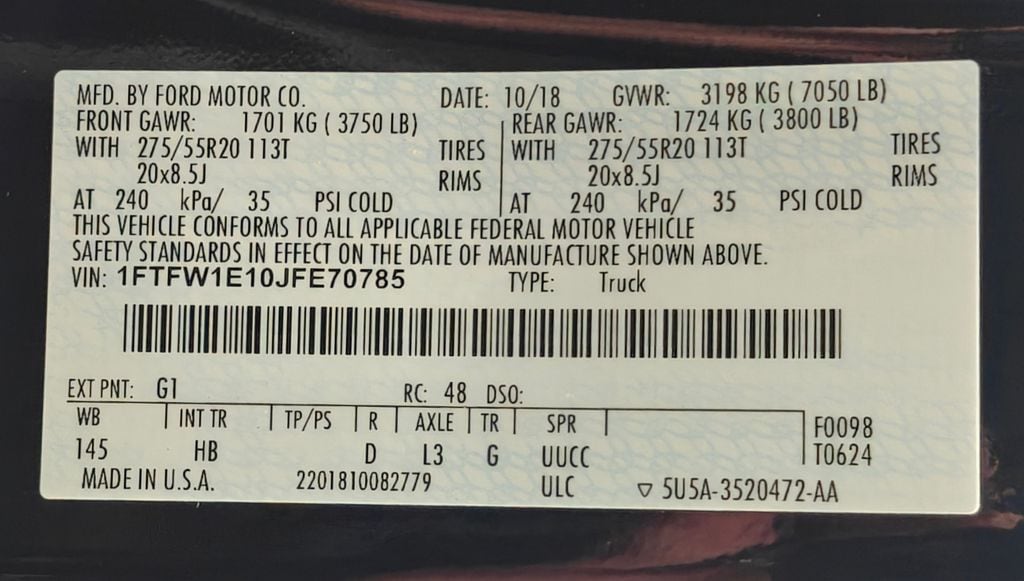 MFD. BY FORD MOTOR CO. DATE: 10/18 GVWR: 3198 KG ( 7050 LB)
FRONT GAWR: 1701 KG ( 3750 LB) REAR GAWR: 1724 KG ( 3800 LB)
WITH 275/55R20 113T TIRES WITH 275/55R20 113T TIRES
20x8.5J RIMS 20x8.5J RIMS
AT 240 kPa/ 35 PSI COLD AT 240 kPa/ 35 PSI COLD
THIS VEHICLE CONFORMS TO ALL APPLICABLE FEDERAL MOTOR VEHICLE
SAFETY STANDARDS IN EFFECT ON THE DATE OF MANUFACTURE SHOWN ABOVE.
VIN: 1FTFW1E10JFE70785 TYPE: Truck
EXT PNT: G1 RC: 48 DSO:
WB INT TR TP/PS R AXLE TR SPR F0098
145 HB D L3 G UUCC T0624
MADE IN U.S.A. 2201810082779 ULC ▽ 5U5A-3520472-AA